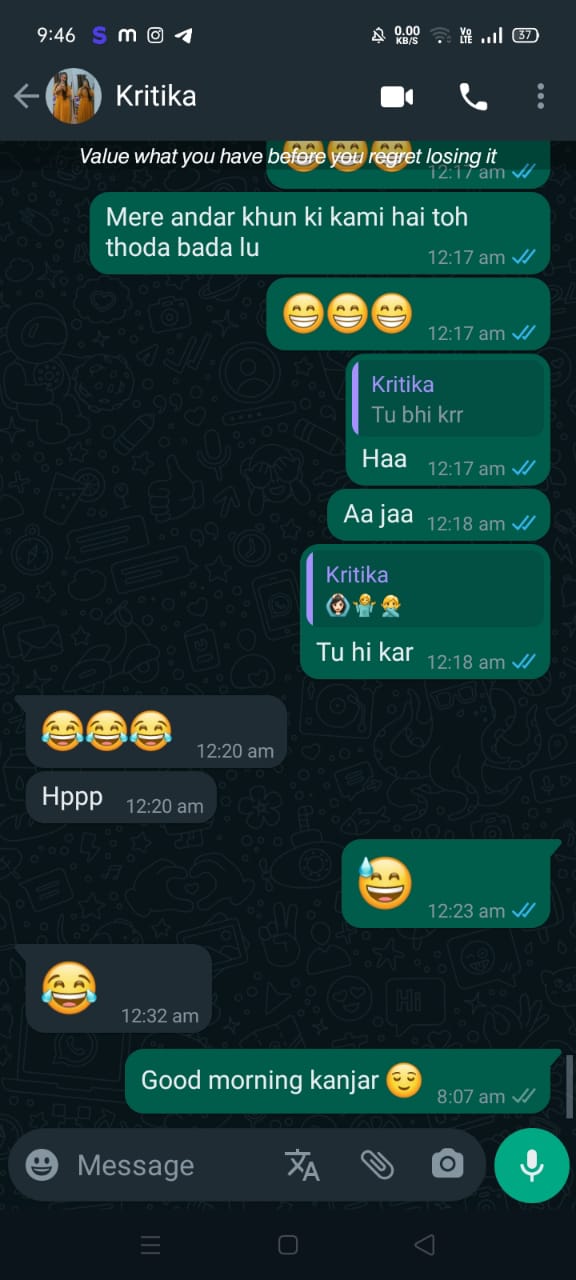 9:46 S m 0.00 KB/S Vo LTE 37
Kritika
Value what you have before you regret losing it
😁😁😁 12:17 am
Mere andar khun ki kami hai toh
thoda bada lu 12:17 am
😁😁😁 12:17 am
Kritika
Tu bhi krr
Haa 12:17 am
Aa jaa 12:18 am
Kritika
🙆🏻‍♀️🤷‍♀️🤦‍♀️
Tu hi kar 12:18 am
😂😂😂 12:20 am
Hppp 12:20 am
😅 12:23 am
😂 12:32 am
Good morning kanjar 😌 8:07 am
Message